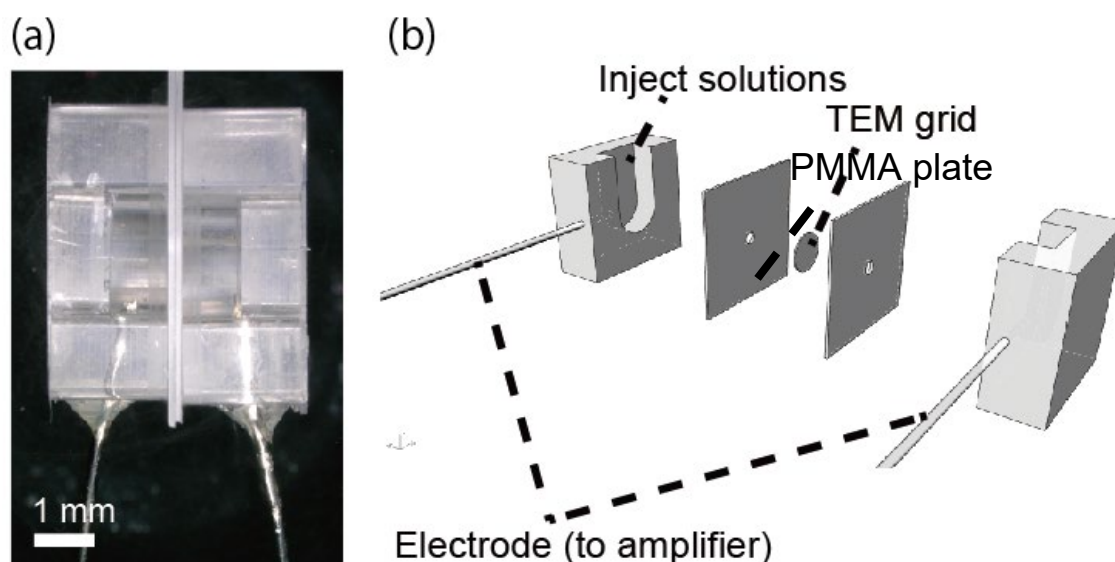 (a)
(b)
Inject solutions
TEM grid
PMMA plate
1 mm
Electrode (to amplifier)